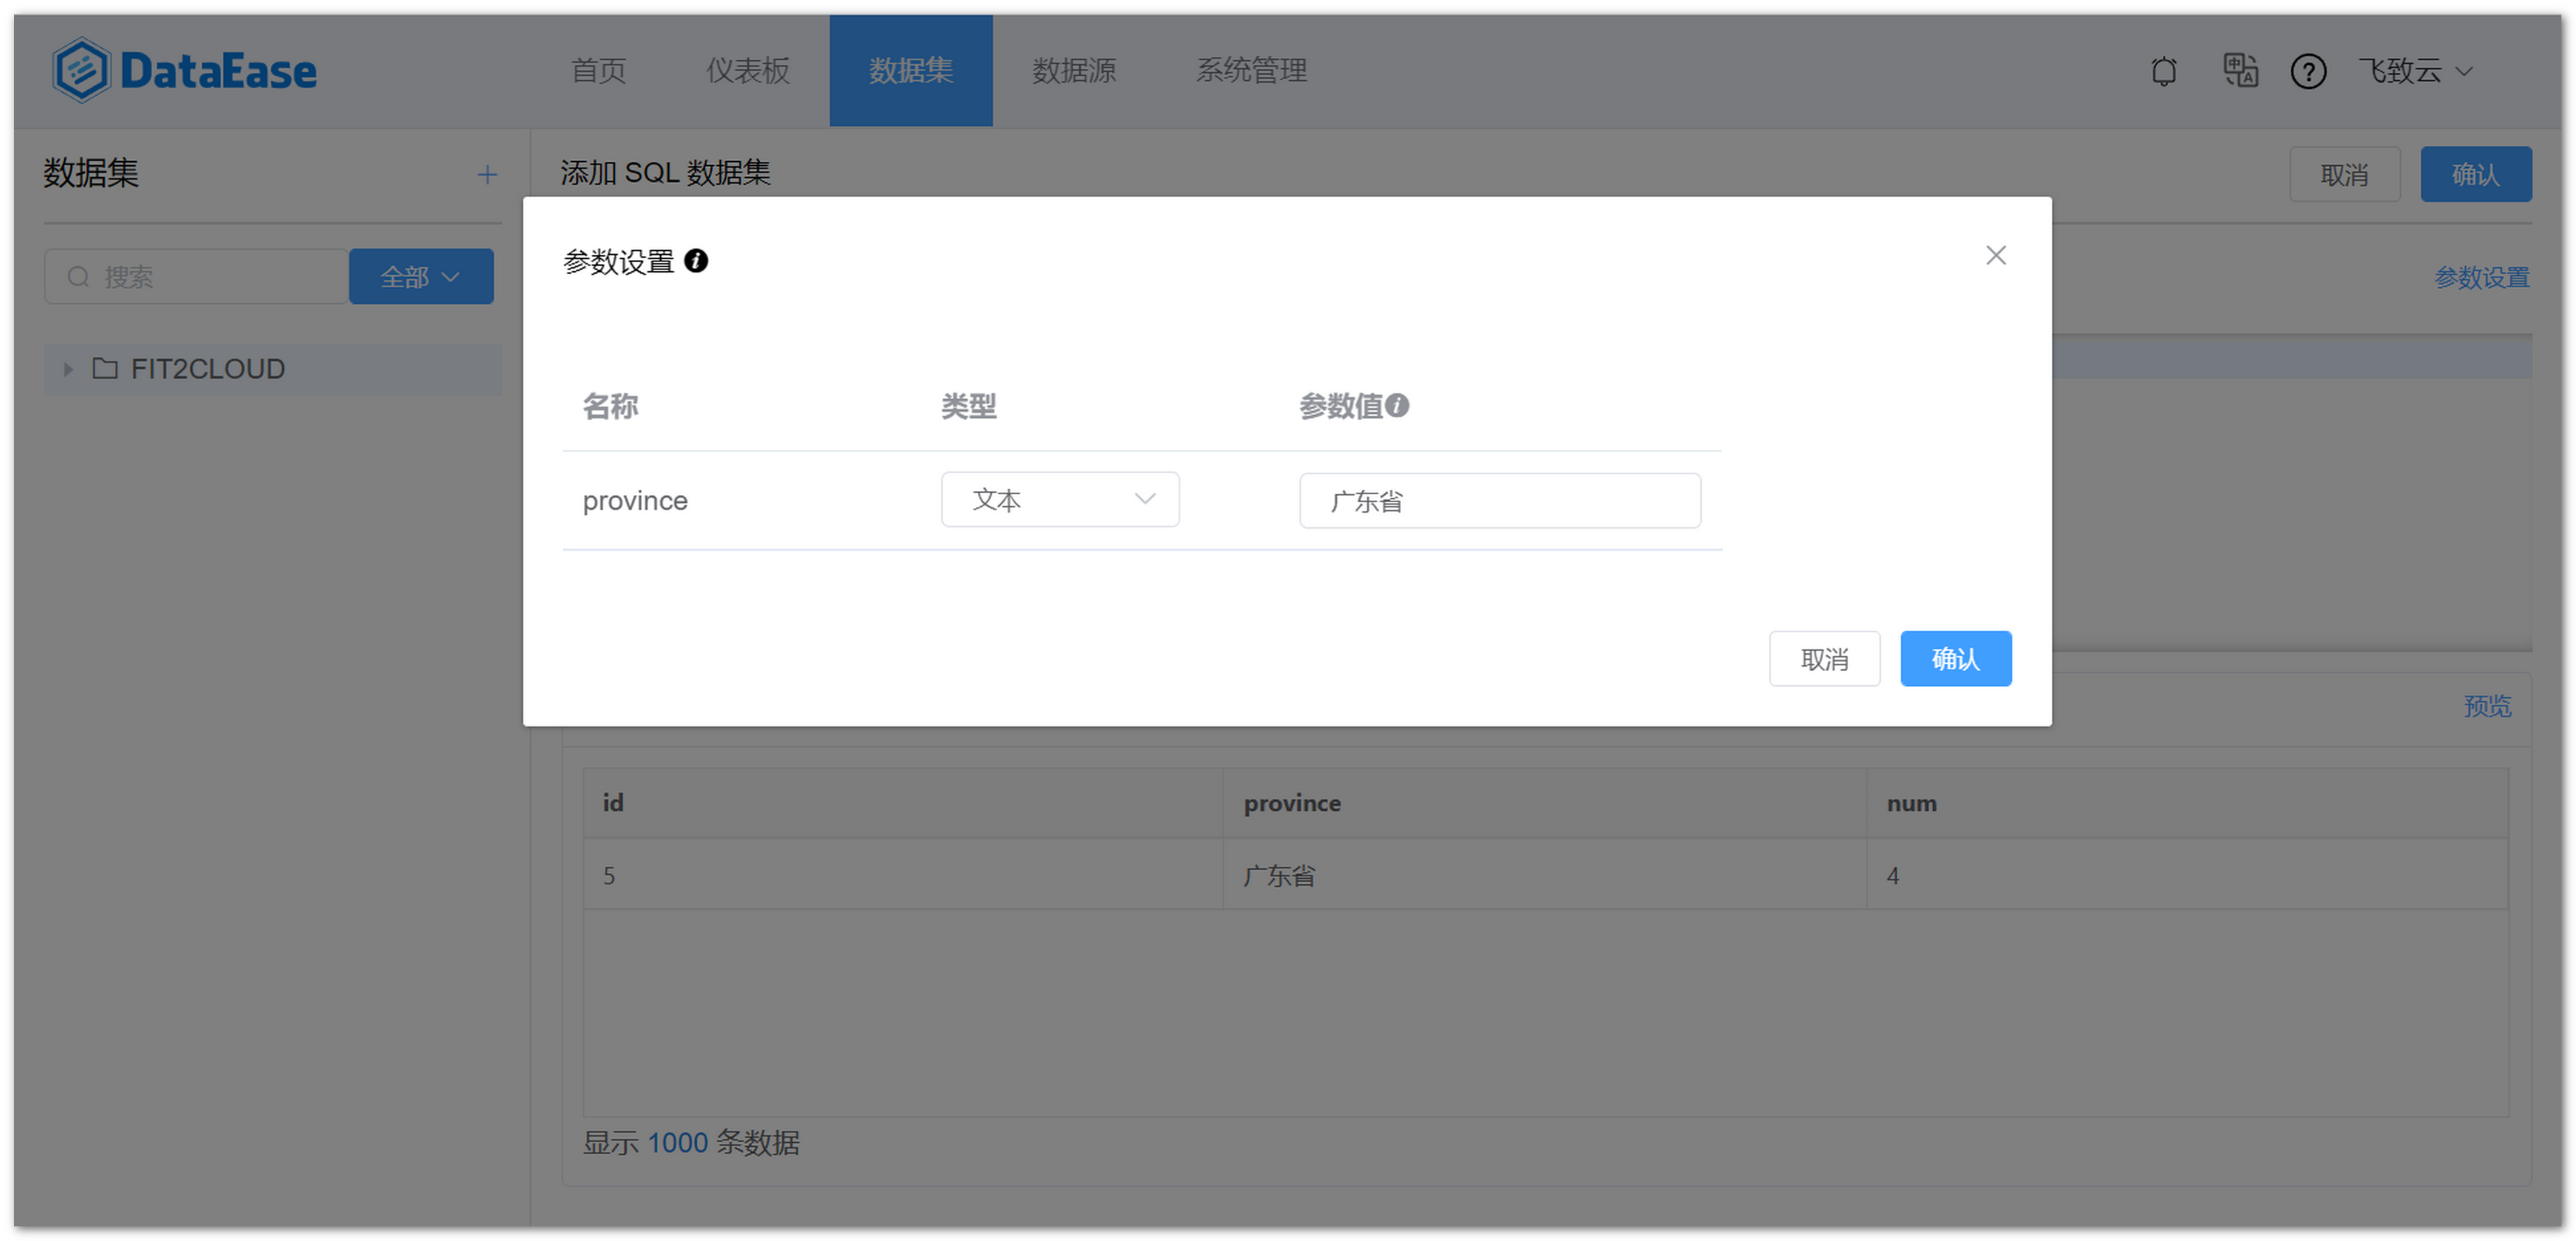 DataEase 首页 仪表板 数据集 数据源 系统管理 飞致云
数据集
添加 SQL 数据集 取消 确认
搜索 全部
参数设置
FIT2CLOUD
参数设置
名称 类型 参数值
province 文本 广东省
取消 确认
预览
id province num
5 广东省 4
显示 1000 条数据